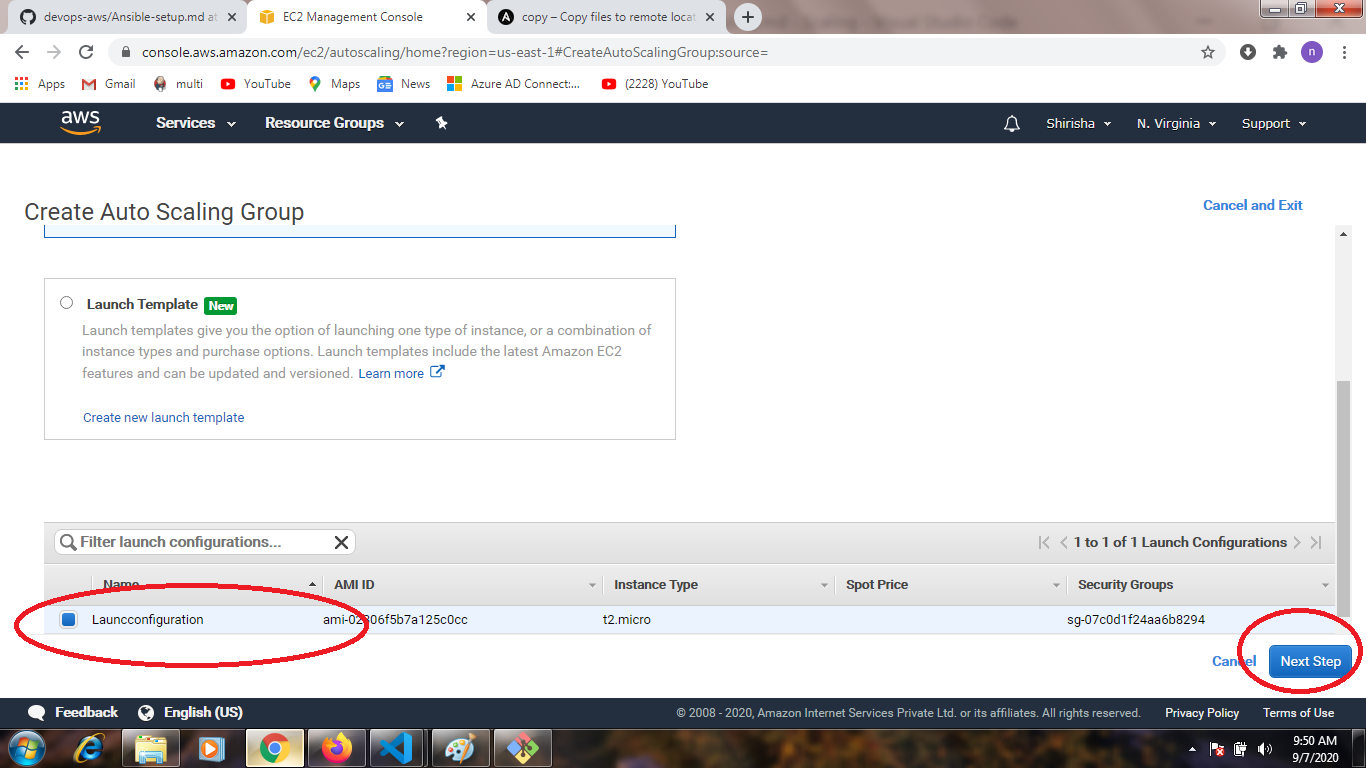 devops-aws/Ansible-setup.md at
EC2 Management Console
copy – Copy files to remote locat
console.aws.amazon.com/ec2/autoscaling/home?region=us-east-1#CreateAutoScalingGroup:source=
n
Apps Gmail multi YouTube Maps News Azure AD Connect:... (2228) YouTube
aws Services Resource Groups Shirisha N. Virginia Support
Create Auto Scaling Group Cancel and Exit
Launch Template New
Launch templates give you the option of launching one type of instance, or a combination of
instance types and purchase options. Launch templates include the latest Amazon EC2
features and can be updated and versioned. Learn more
Create new launch template
Filter launch configurations... 1 to 1 of 1 Launch Configurations
Name AMI ID Instance Type Spot Price Security Groups
Launcconfiguration t2.micro sg-07c0d1f24aa6b8294
Cancel Next Step
Feedback English (US) © 2008 - 2020, Amazon Internet Services Private Ltd. or its affiliates. All rights reserved. Privacy Policy Terms of Use
9:50 AM
9/7/2020